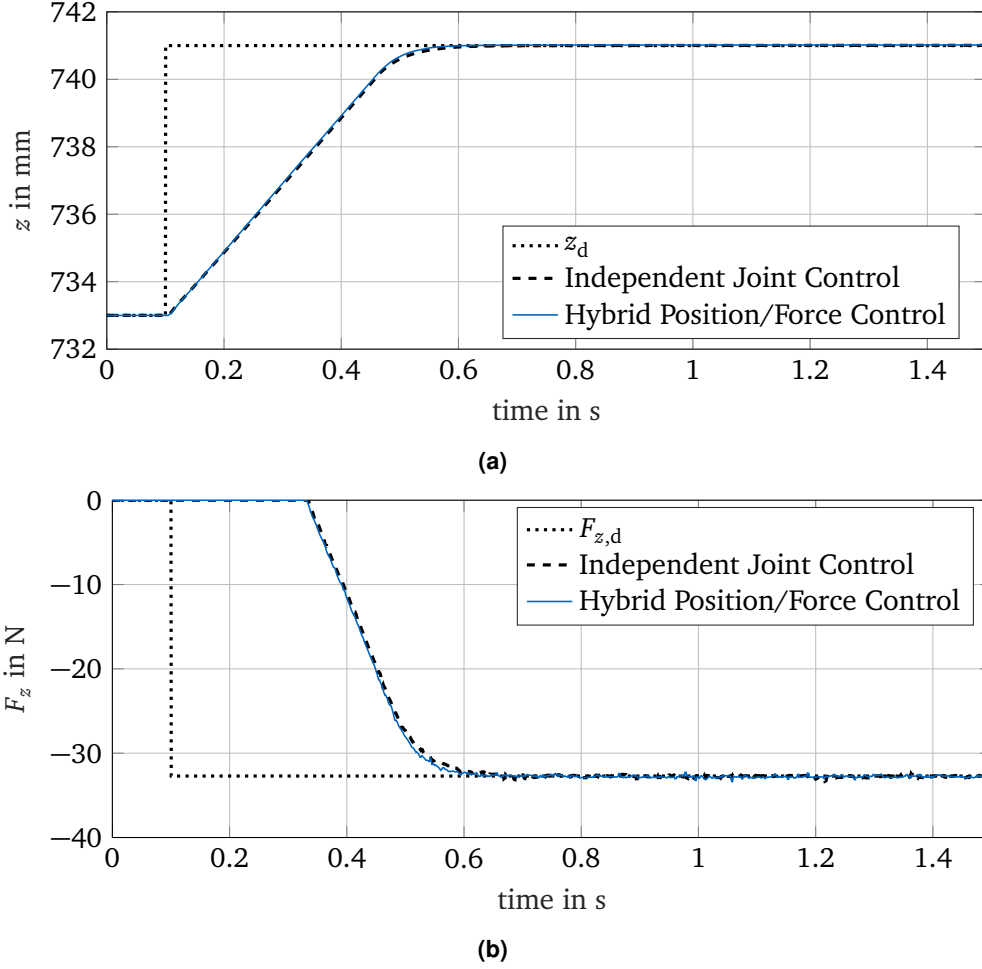 742
740
738
736
734
732
z in mm
z_d
Independent Joint Control
Hybrid Position/Force Control
0 0.2 0.4 0.6 0.8 1 1.2 1.4
time in s
(a)
0
−10
−20
−30
−40
F_z in N
F_z,d
Independent Joint Control
Hybrid Position/Force Control
0 0.2 0.4 0.6 0.8 1 1.2 1.4
time in s
(b)